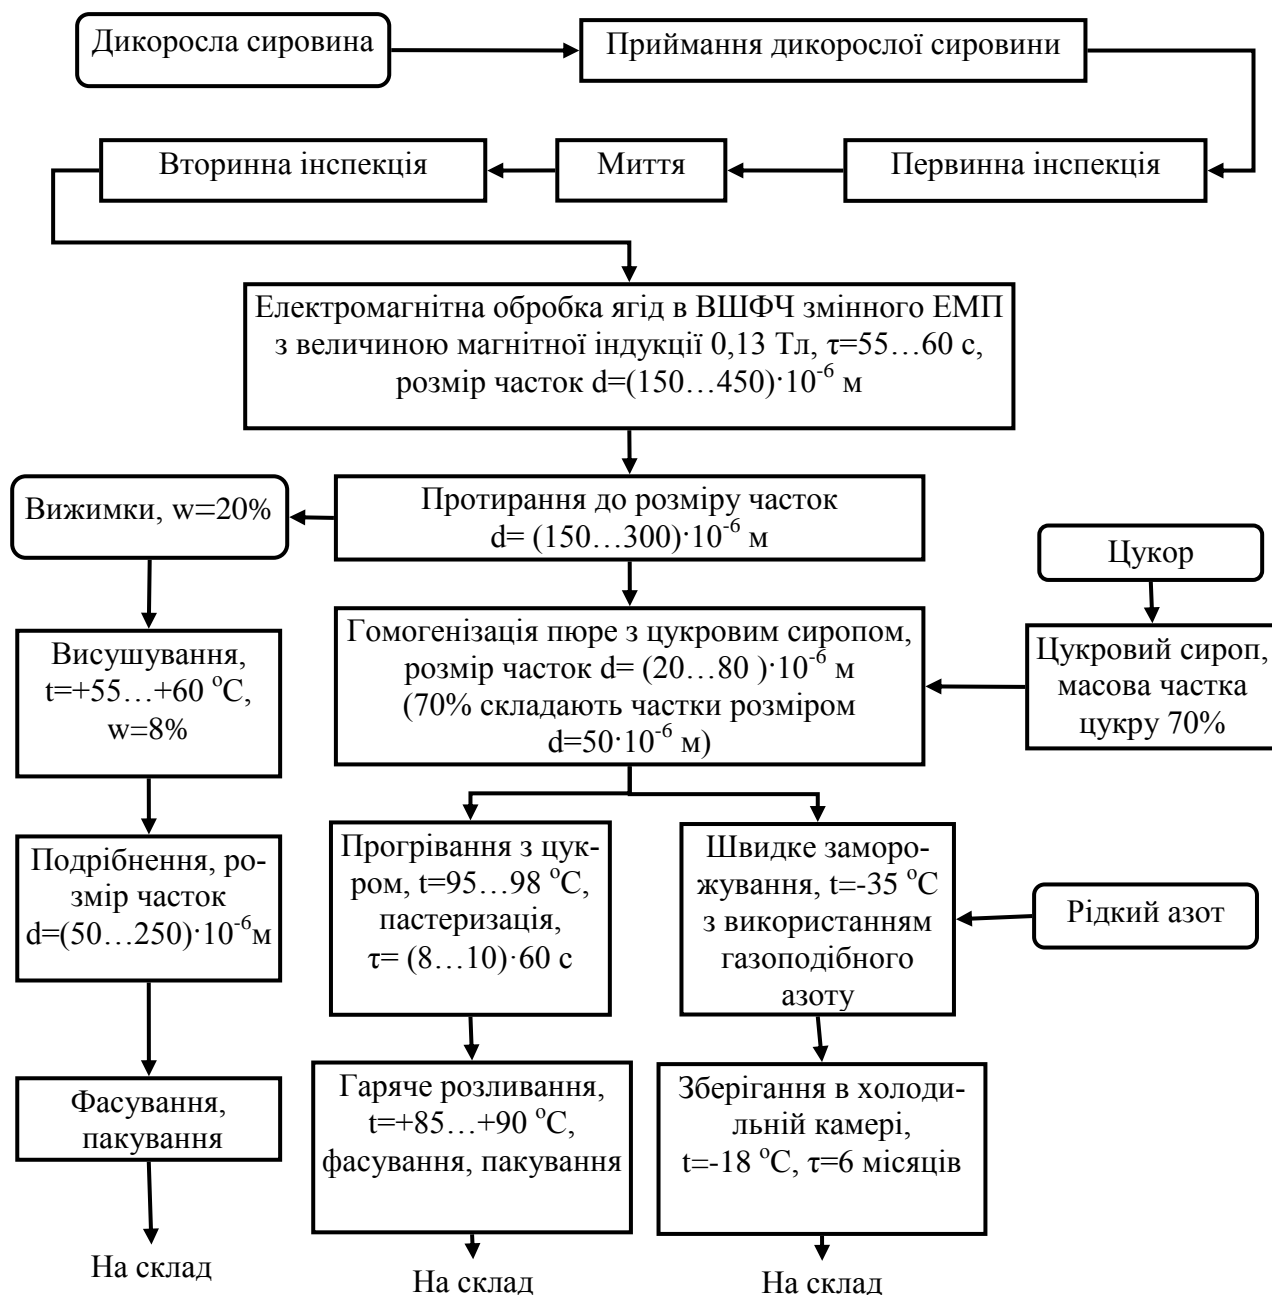 Дикоросла сировина
Приймання дикорослої сировини
Вторинна інспекція
Миття
Первинна інспекція
Електромагнітна обробка ягід в ВШФЧ змінного ЕМП
з величиною магнітної індукції 0,13 Тл, τ=55…60 с,
розмір часток d=(150…450)·10⁻⁶ м
Вижимки, w=20%
Протирання до розміру часток
d= (150…300)·10⁻⁶ м
Цукор
Висушування,
t=+55…+60 ᵒС,
w=8%
Гомогенізація пюре з цукровим сиропом,
розмір часток d= (20…80 )·10⁻⁶ м
(70% складають частки розміром
d=50·10⁻⁶ м)
Цукровий сироп,
масова частка
цукру 70%
Подрібнення, ро-
змір часток
d=(50…250)·10⁻⁶м
Прогрівання з цук-
ром, t=95…98 ᵒС,
пастеризація,
τ= (8…10)·60 с
Швидке заморо-
жування, t=-35 ᵒС
з використанням
газоподібного
азоту
Рідкий азот
Фасування,
пакування
Гаряче розливання,
t=+85…+90 ᵒС,
фасування, пакування
Зберігання в холоди-
льній камері,
t=-18 ᵒС, τ=6 місяців
На склад
На склад
На склад